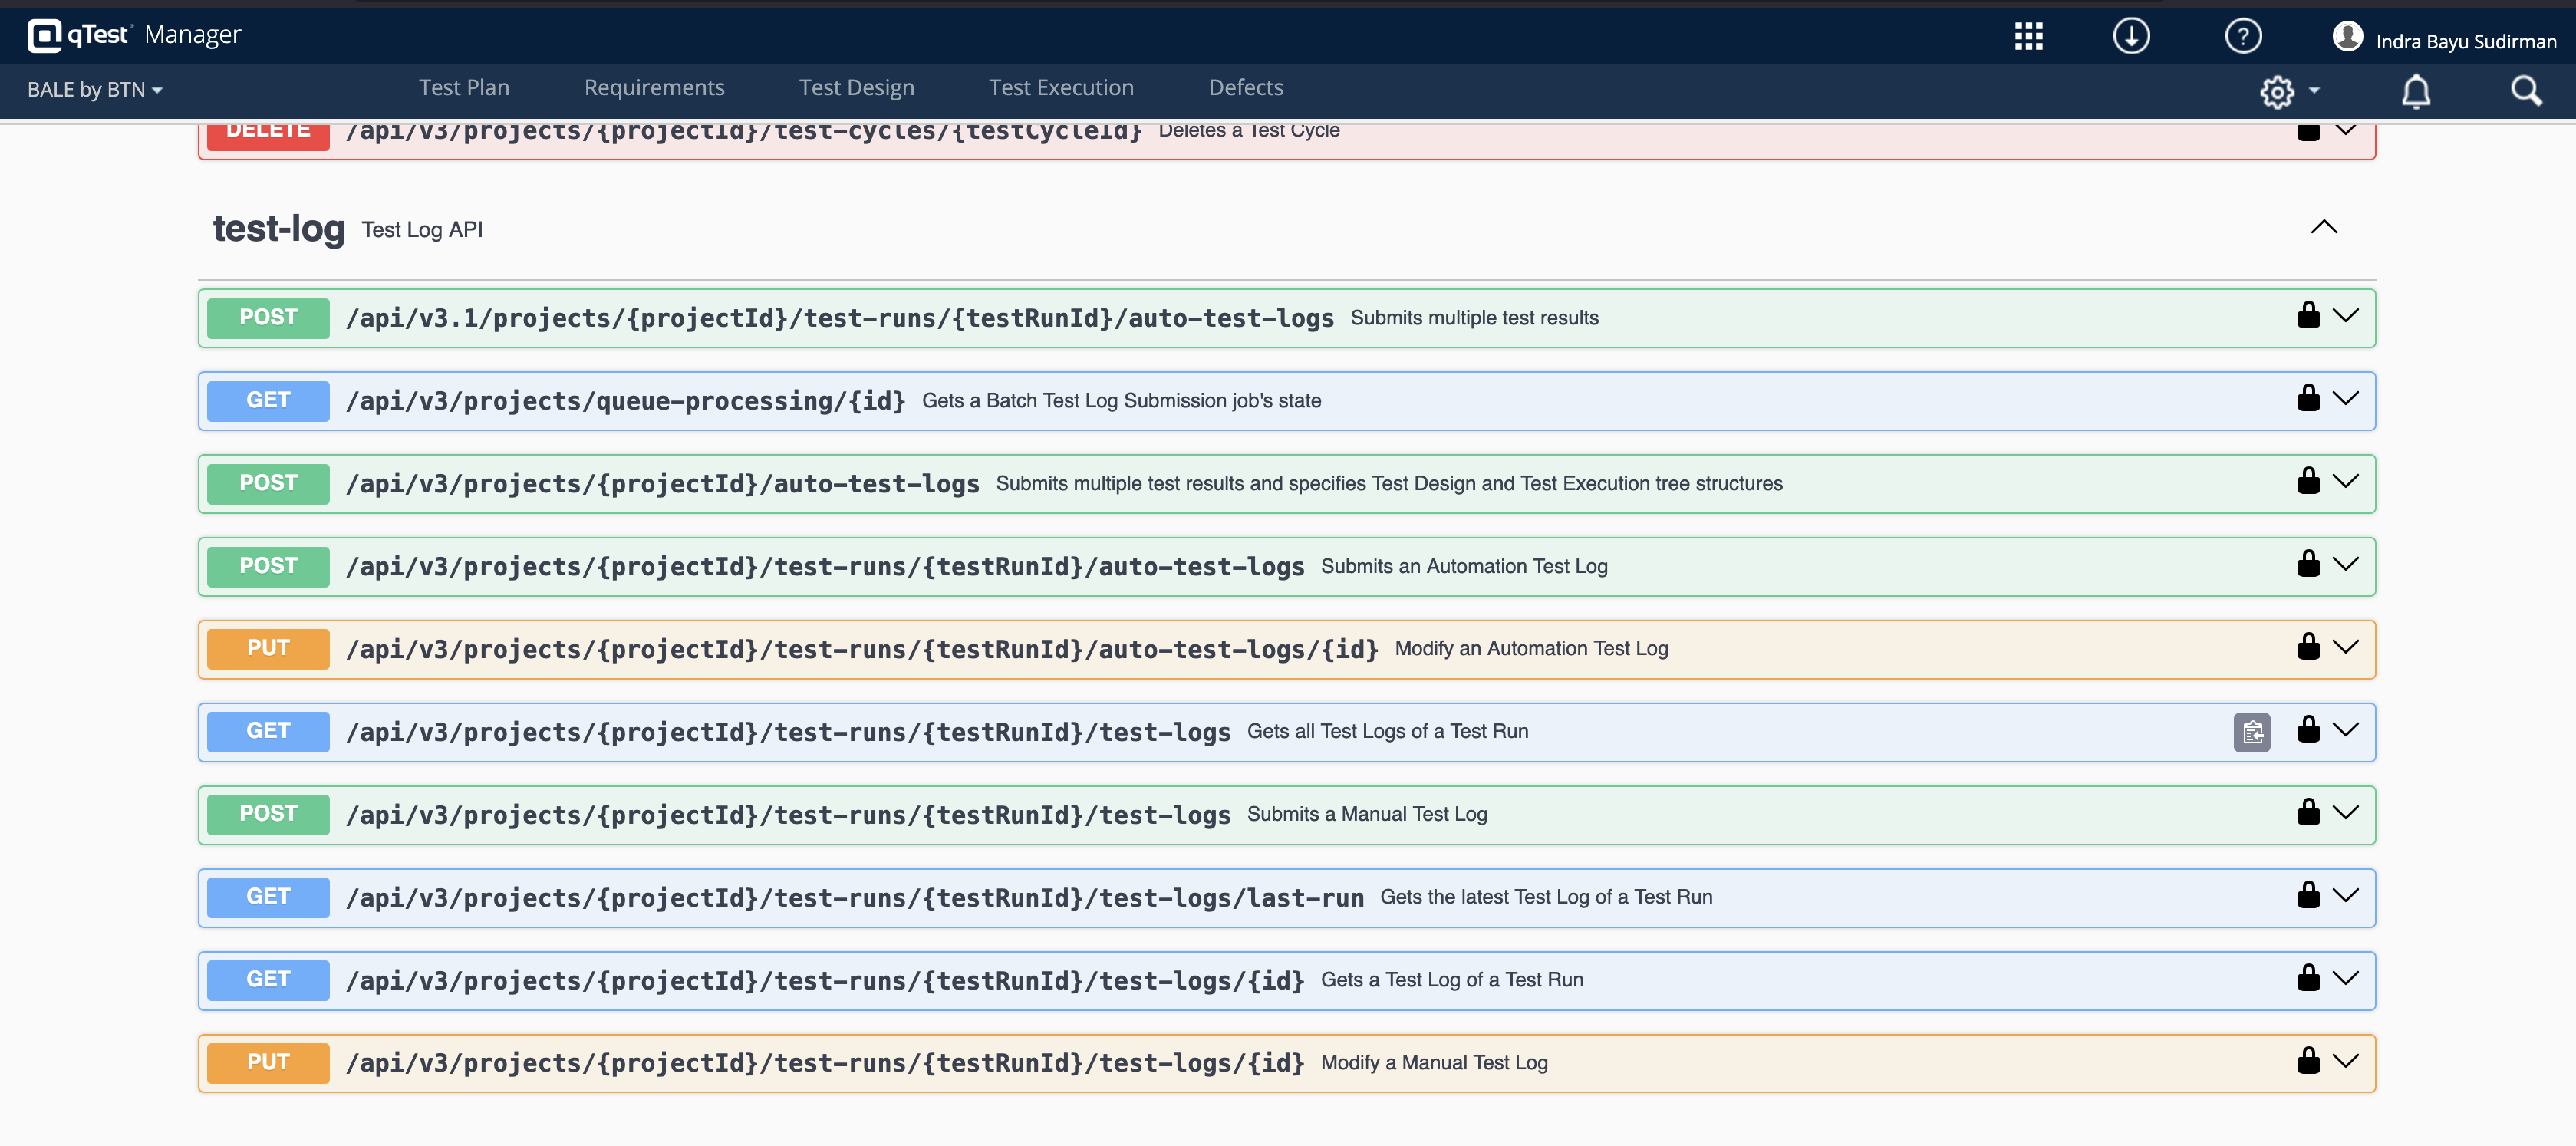 qTest Manager
Indra Bayu Sudirman
BALE by BTN
Test Plan
Requirements
Test Design
Test Execution
Defects
DELETE /api/v3/projects/{projectId}/test-cycles/{testCycleId} Deletes a Test Cycle
test-log Test Log API
POST /api/v3.1/projects/{projectId}/test-runs/{testRunId}/auto-test-logs Submits multiple test results
GET /api/v3/projects/queue-processing/{id} Gets a Batch Test Log Submission job's state
POST /api/v3/projects/{projectId}/auto-test-logs Submits multiple test results and specifies Test Design and Test Execution tree structures
POST /api/v3/projects/{projectId}/test-runs/{testRunId}/auto-test-logs Submits an Automation Test Log
PUT /api/v3/projects/{projectId}/test-runs/{testRunId}/auto-test-logs/{id} Modify an Automation Test Log
GET /api/v3/projects/{projectId}/test-runs/{testRunId}/test-logs Gets all Test Logs of a Test Run
POST /api/v3/projects/{projectId}/test-runs/{testRunId}/test-logs Submits a Manual Test Log
GET /api/v3/projects/{projectId}/test-runs/{testRunId}/test-logs/last-run Gets the latest Test Log of a Test Run
GET /api/v3/projects/{projectId}/test-runs/{testRunId}/test-logs/{id} Gets a Test Log of a Test Run
PUT /api/v3/projects/{projectId}/test-runs/{testRunId}/test-logs/{id} Modify a Manual Test Log